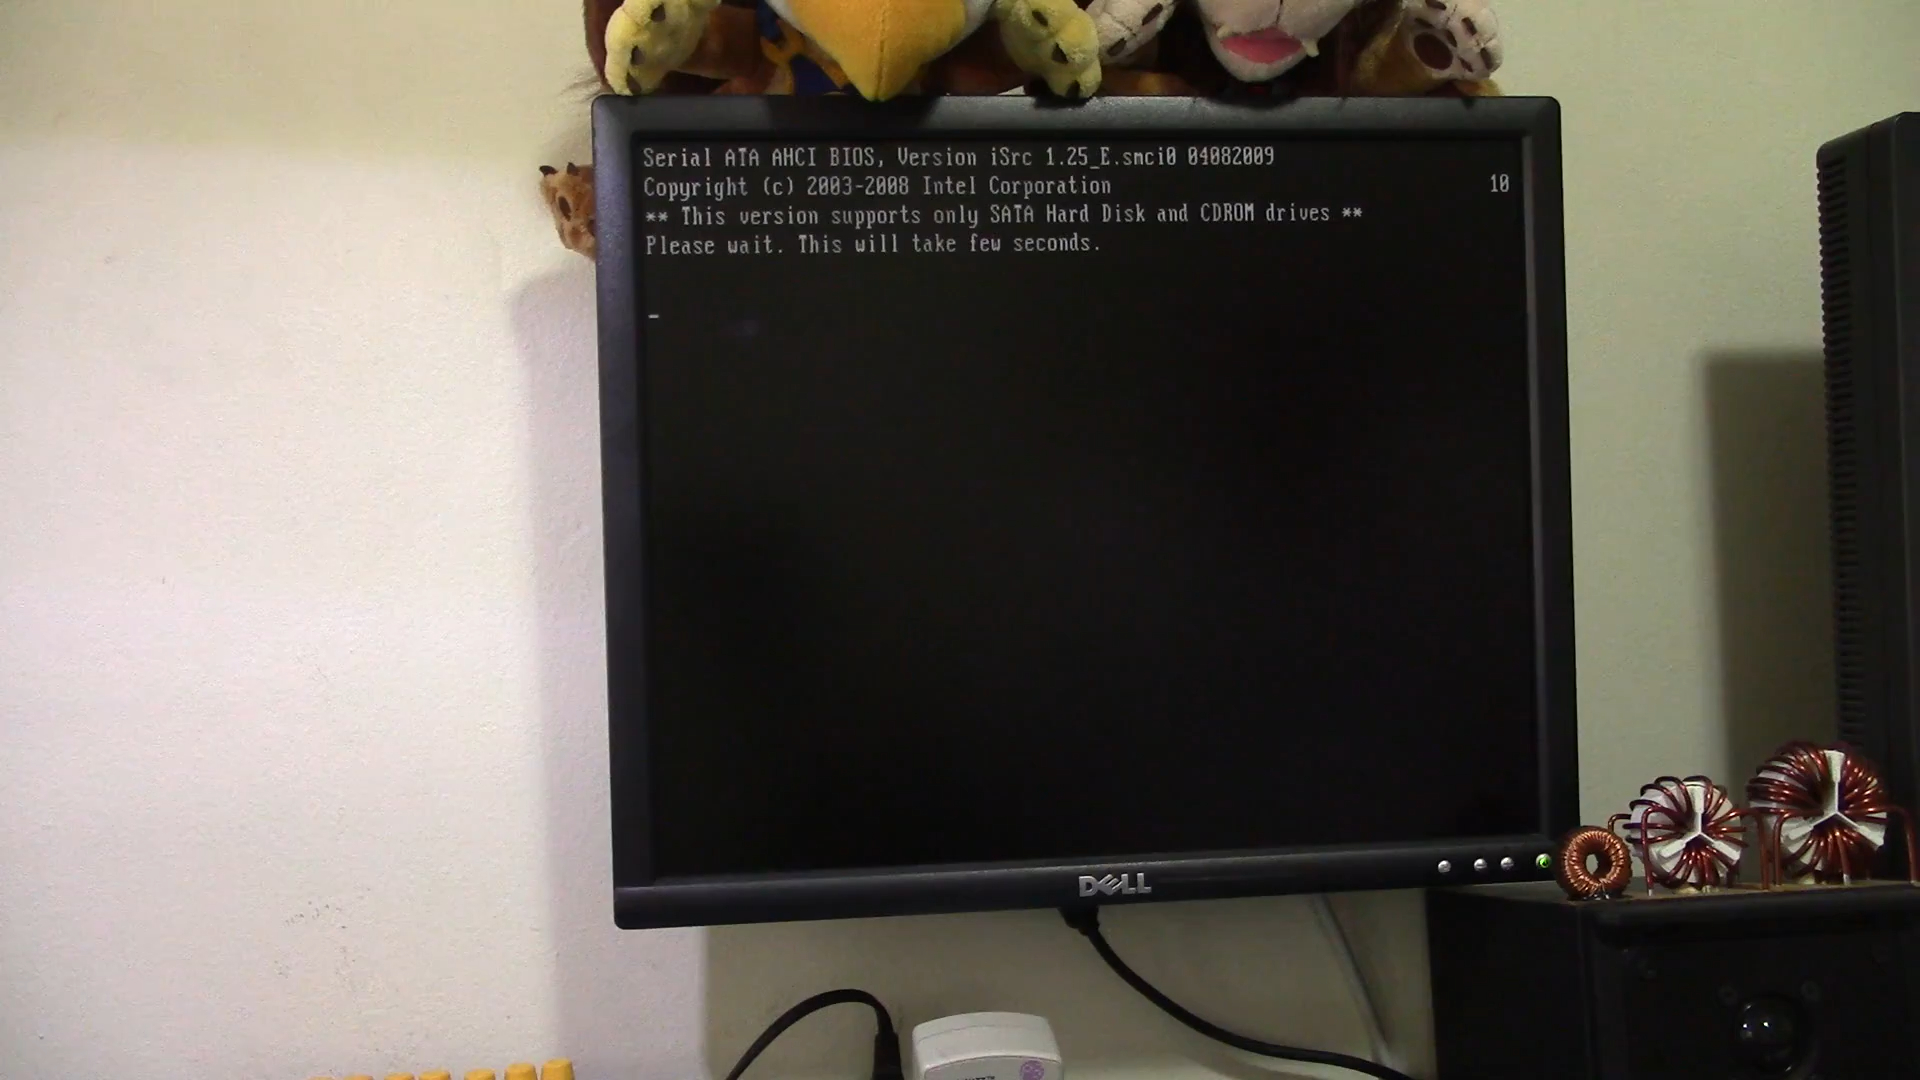 Serial ATA AHCI BIOS, Version iSrc 1.25_E.smci0 04082009
Copyright (c) 2003-2008 Intel Corporation 10
** This version supports only SATA Hard Disk and CDROM drives **
Please wait. This will take few seconds.
DELL